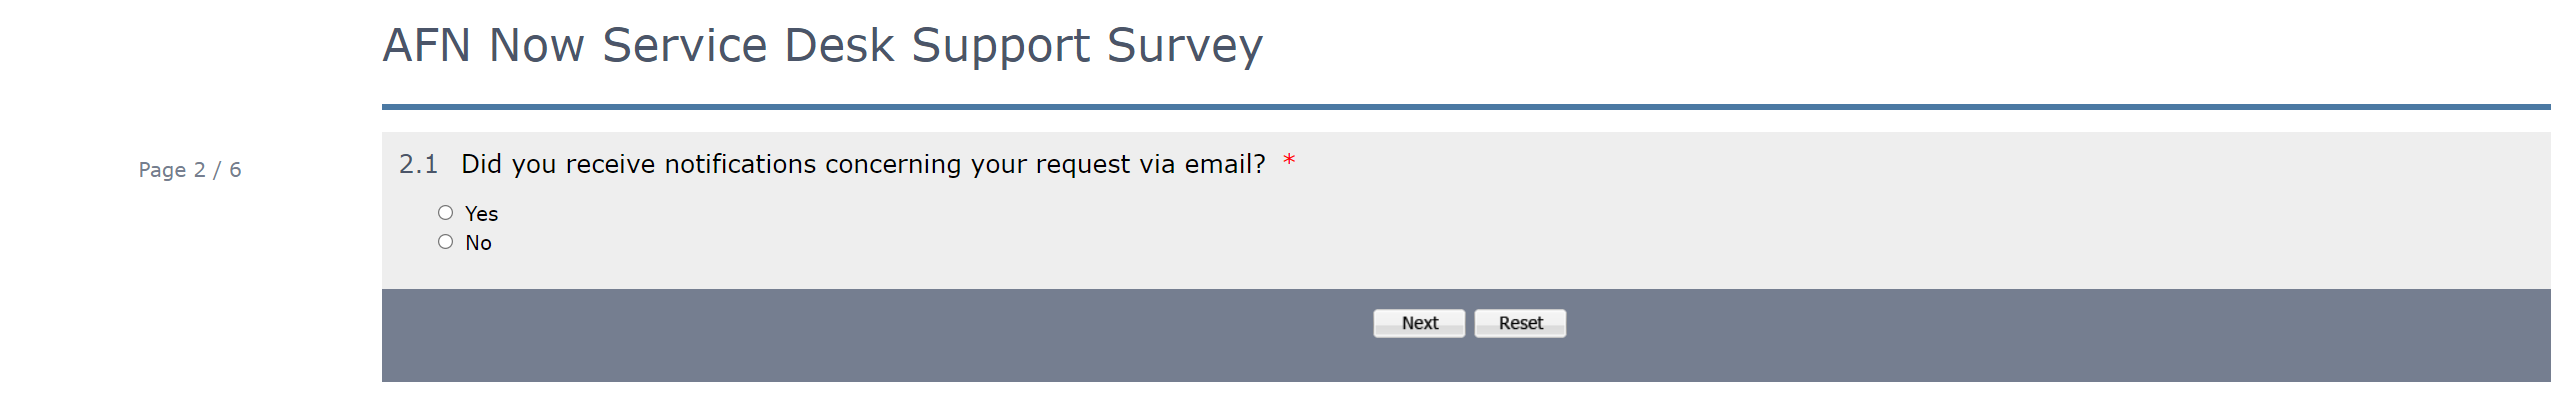 AFN Now Service Desk Support Survey
Page 2 / 6
2.1 Did you receive notifications concerning your request via email? *
Yes
No
Next Reset